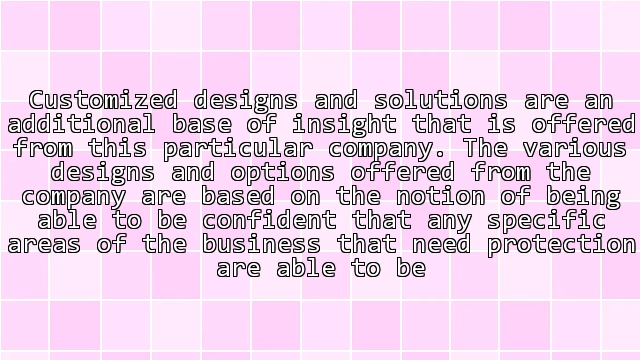 Customized designs and solutions are an
additional base of insight that is offered
from this particular company. The various
designs and options offered from the
company are based on the notion of being
able to be confident that any specific
areas of the business that need protection
are able to be